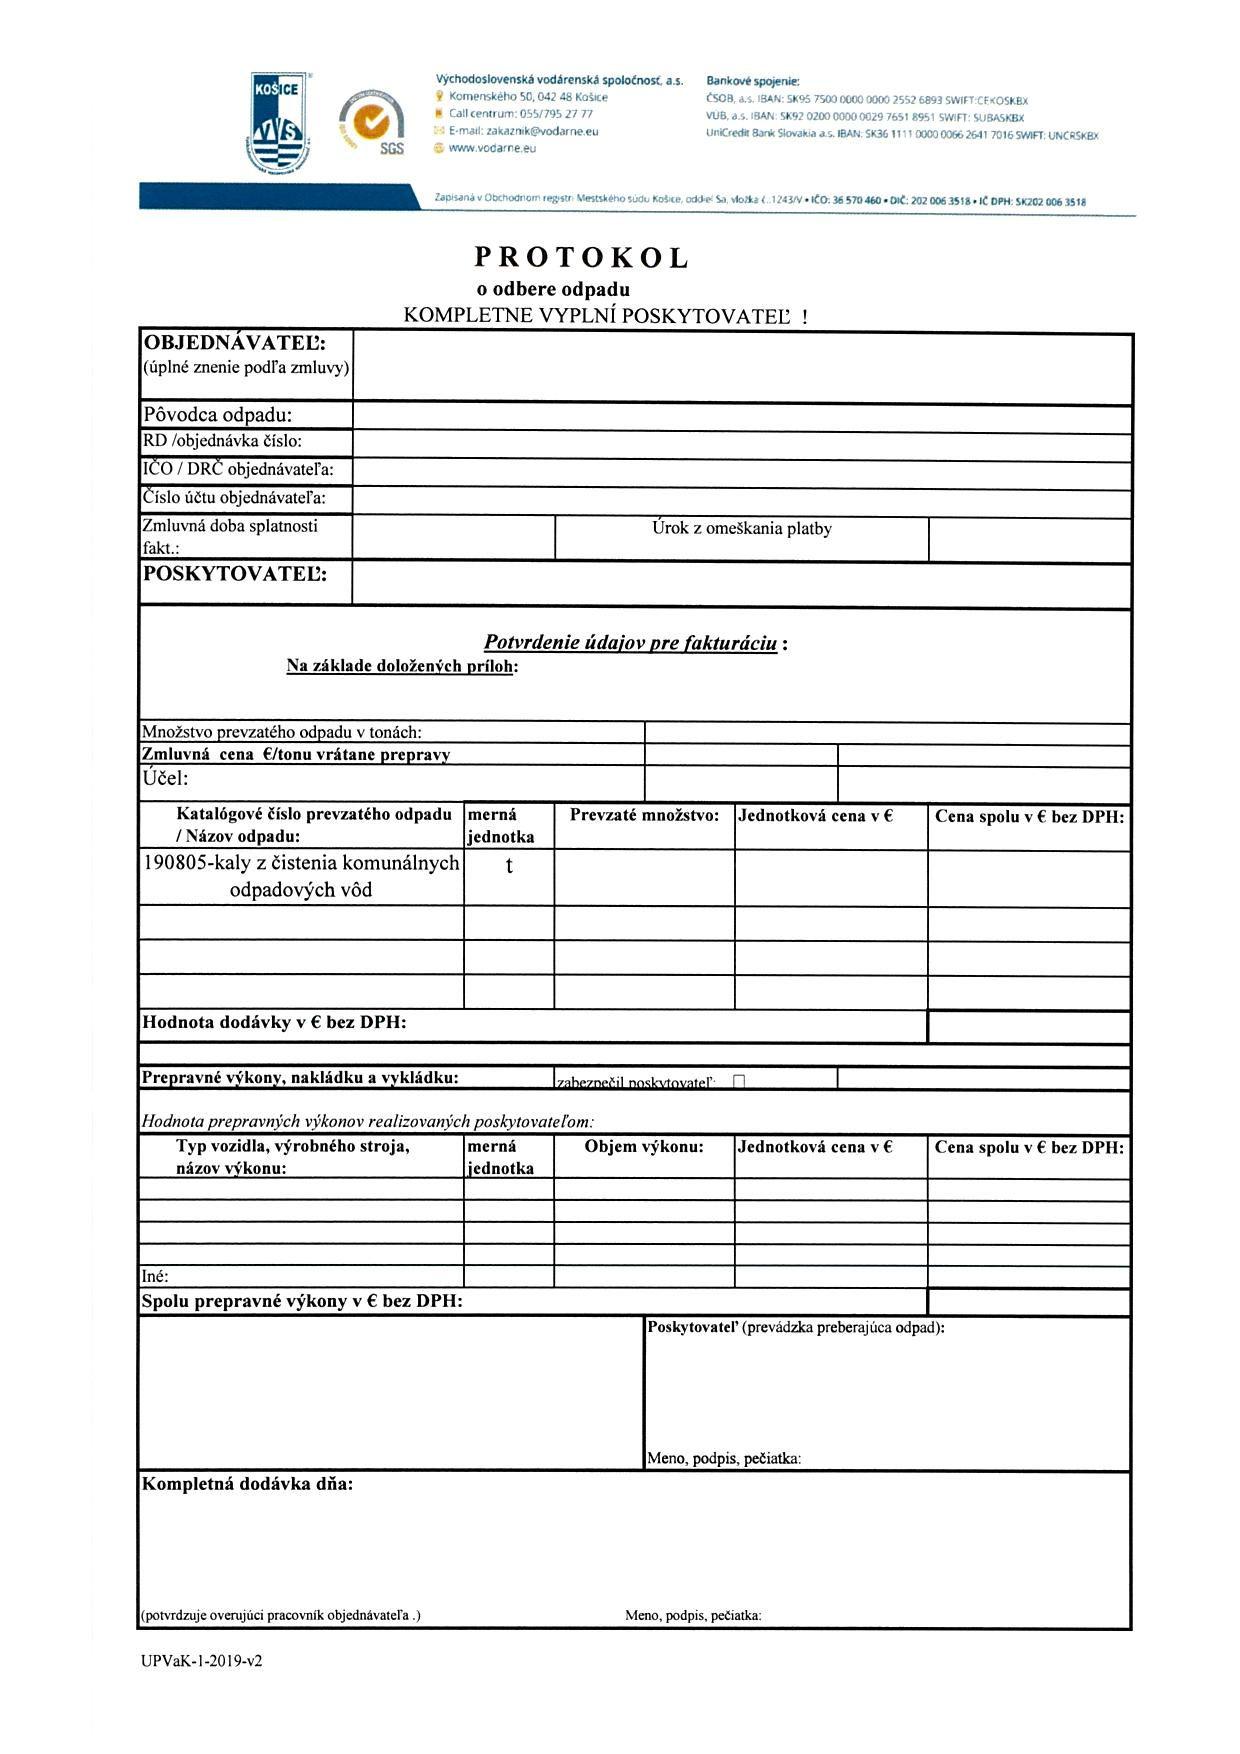 KOŠICE
VVS
SGS
Východoslovenská vodárenská spoločnosť, a.s.
Komenského 50, 042 48 Košice
Call centrum: 055/795 27 77
E-mail: zakaznik@vodarne.eu
www.vodarne.eu
Bankové spojenie:
ČSOB, a.s. IBAN: SK95 7500 0000 0000 2552 6893 SWIFT:CEKOSKBX
VÚB, a.s. IBAN: SK92 0200 0000 0029 7651 8951 SWIFT: SUBASKBX
UniCredit Bank Slovakia a.s. IBAN: SK36 1111 0000 0066 2641 7016 SWIFT: UNCRSKBX
Zapísaná v Obchodnom registri Mestského súdu Košice, oddiel Sa, vložka č. 1243/V • IČO: 36 570 460 • DIČ: 202 006 3518 • IČ DPH: SK202 006 3518
PROTOKOL
o odbere odpadu
KOMPLETNE VYPLNÍ POSKYTOVATEĽ !
OBJEDNÁVATEĽ:
(úplné znenie podľa zmluvy)
Pôvodca odpadu:
RD /objednávka číslo:
IČO / DRČ objednávateľa:
Číslo účtu objednávateľa:
Zmluvná doba splatnosti
fakt.:
Úrok z omeškania platby
POSKYTOVATEĽ:
Potvrdenie údajov pre fakturáciu :
Na základe doložených príloh:
Množstvo prevzatého odpadu v tonách:
Zmluvná cena €/tonu vrátane prepravy
Účel:
Katalógové číslo prevzatého odpadu
/ Názov odpadu:
merná
jednotka
Prevzaté množstvo:
Jednotková cena v €
Cena spolu v € bez DPH:
190805-kaly z čistenia komunálnych
odpadových vôd
t
Hodnota dodávky v € bez DPH:
Prepravné výkony, nakládku a vykládku:
zabezpečil poskytovateľ: □
Hodnota prepravných výkonov realizovaných poskytovateľom:
Typ vozidla, výrobného stroja,
názov výkonu:
merná
jednotka
Objem výkonu:
Jednotková cena v €
Cena spolu v € bez DPH:
Iné:
Spolu prepravné výkony v € bez DPH:
Poskytovateľ (prevádzka preberajúca odpad):
Meno, podpis, pečiatka:
Kompletná dodávka dňa:
(potvrdzuje overujúci pracovník objednávateľa .)
Meno, podpis, pečiatka:
UPVaK-1-2019-v2